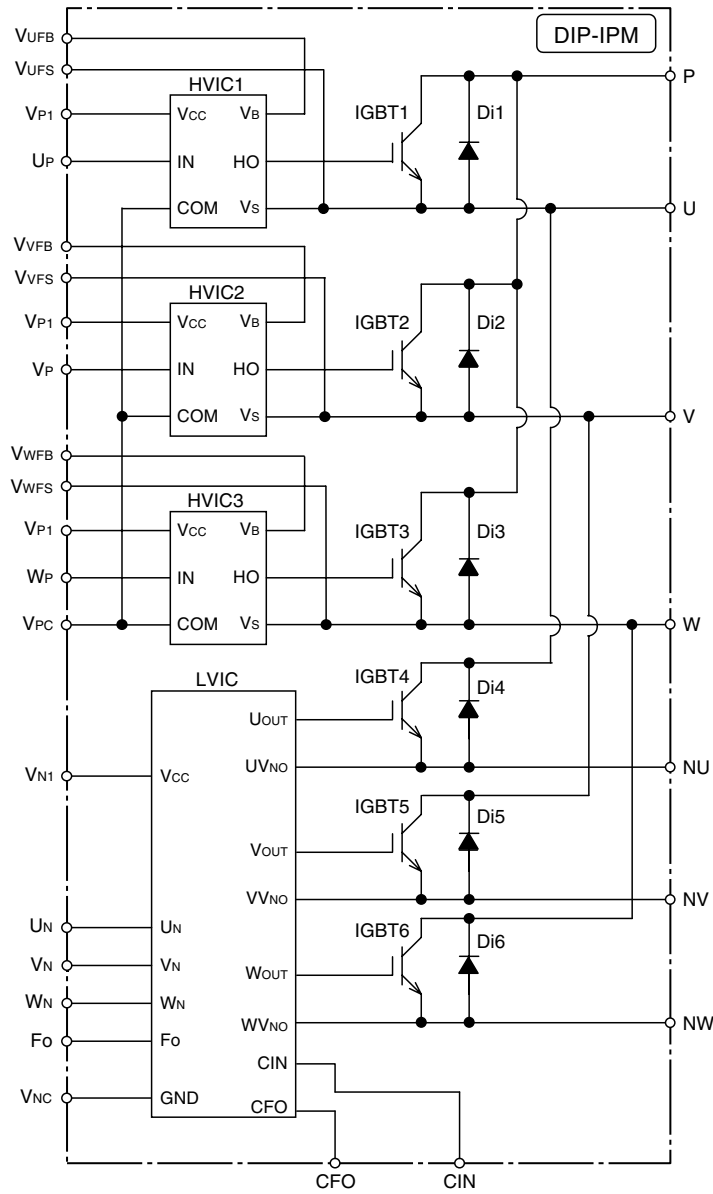 DIP-IPM
VUFB
VUFS
HVIC1
VP1
VCC
VB
IGBT1
Di1
P
UP
IN
HO
COM
VS
U
VVFB
VVFS
HVIC2
VP1
VCC
VB
IGBT2
Di2
VP
IN
HO
COM
VS
V
VWFB
VWFS
HVIC3
VP1
VCC
VB
IGBT3
Di3
WP
IN
HO
VPC
COM
VS
W
LVIC
IGBT4
Di4
UOUT
VN1
VCC
UVNO
NU
IGBT5
Di5
VOUT
VVNO
NV
UN
UN
IGBT6
Di6
VN
VN
WOUT
WN
WN
WVNO
NW
Fo
Fo
CIN
VNC
GND
CFO
CFO
CIN